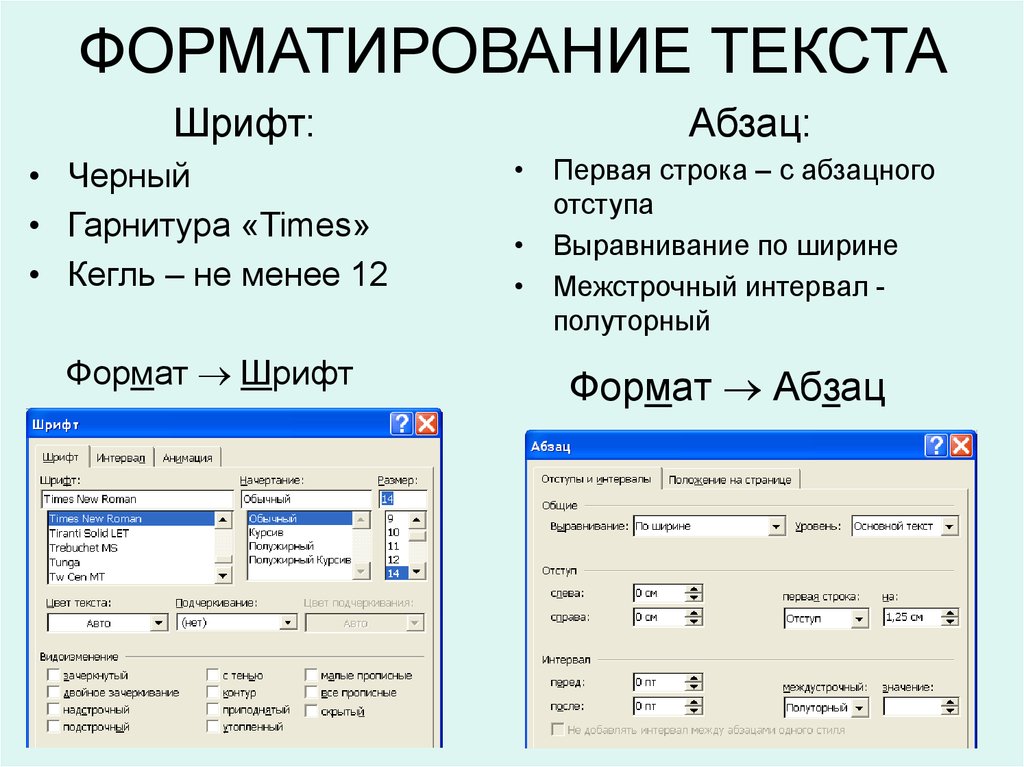 ФОРМАТИРОВАНИЕ ТЕКСТА
Шрифт:
• Черный
• Гарнитура «Times»
• Кегль – не менее 12
Формат → Шрифт
Шрифт
Шрифт Интервал Анимация
Шрифт: Начертание: Размер:
Times New Roman Обычный 14
Times New Roman Обычный 9
Tiranti Solid LET Курсив 10
Trebuchet MS Полужирный 11
Tunga Полужирный Курсив 12
Tw Cen MT 14
Цвет текста: Подчеркивание: Цвет подчеркивания:
Авто (нет) Авто
Видоизменение
зачеркнутый с тенью малые прописные
двойное зачеркивание контур все прописные
надстрочный приподнятый скрытый
подстрочный утопленный
Абзац:
• Первая строка – с абзацного
отступа
• Выравнивание по ширине
• Межстрочный интервал -
полуторный
Формат → Абзац
Абзац
Отступы и интервалы Положение на странице
Общие
Выравнивание: По ширине Уровень: Основной текст
Отступ
слева: 0 см первая строка: на:
справа: 0 см Отступ 1,25 см
Интервал
перед: 0 пт междустрочный: значение:
после: 0 пт Полуторный
Не добавлять интервал между абзацами одного стиля